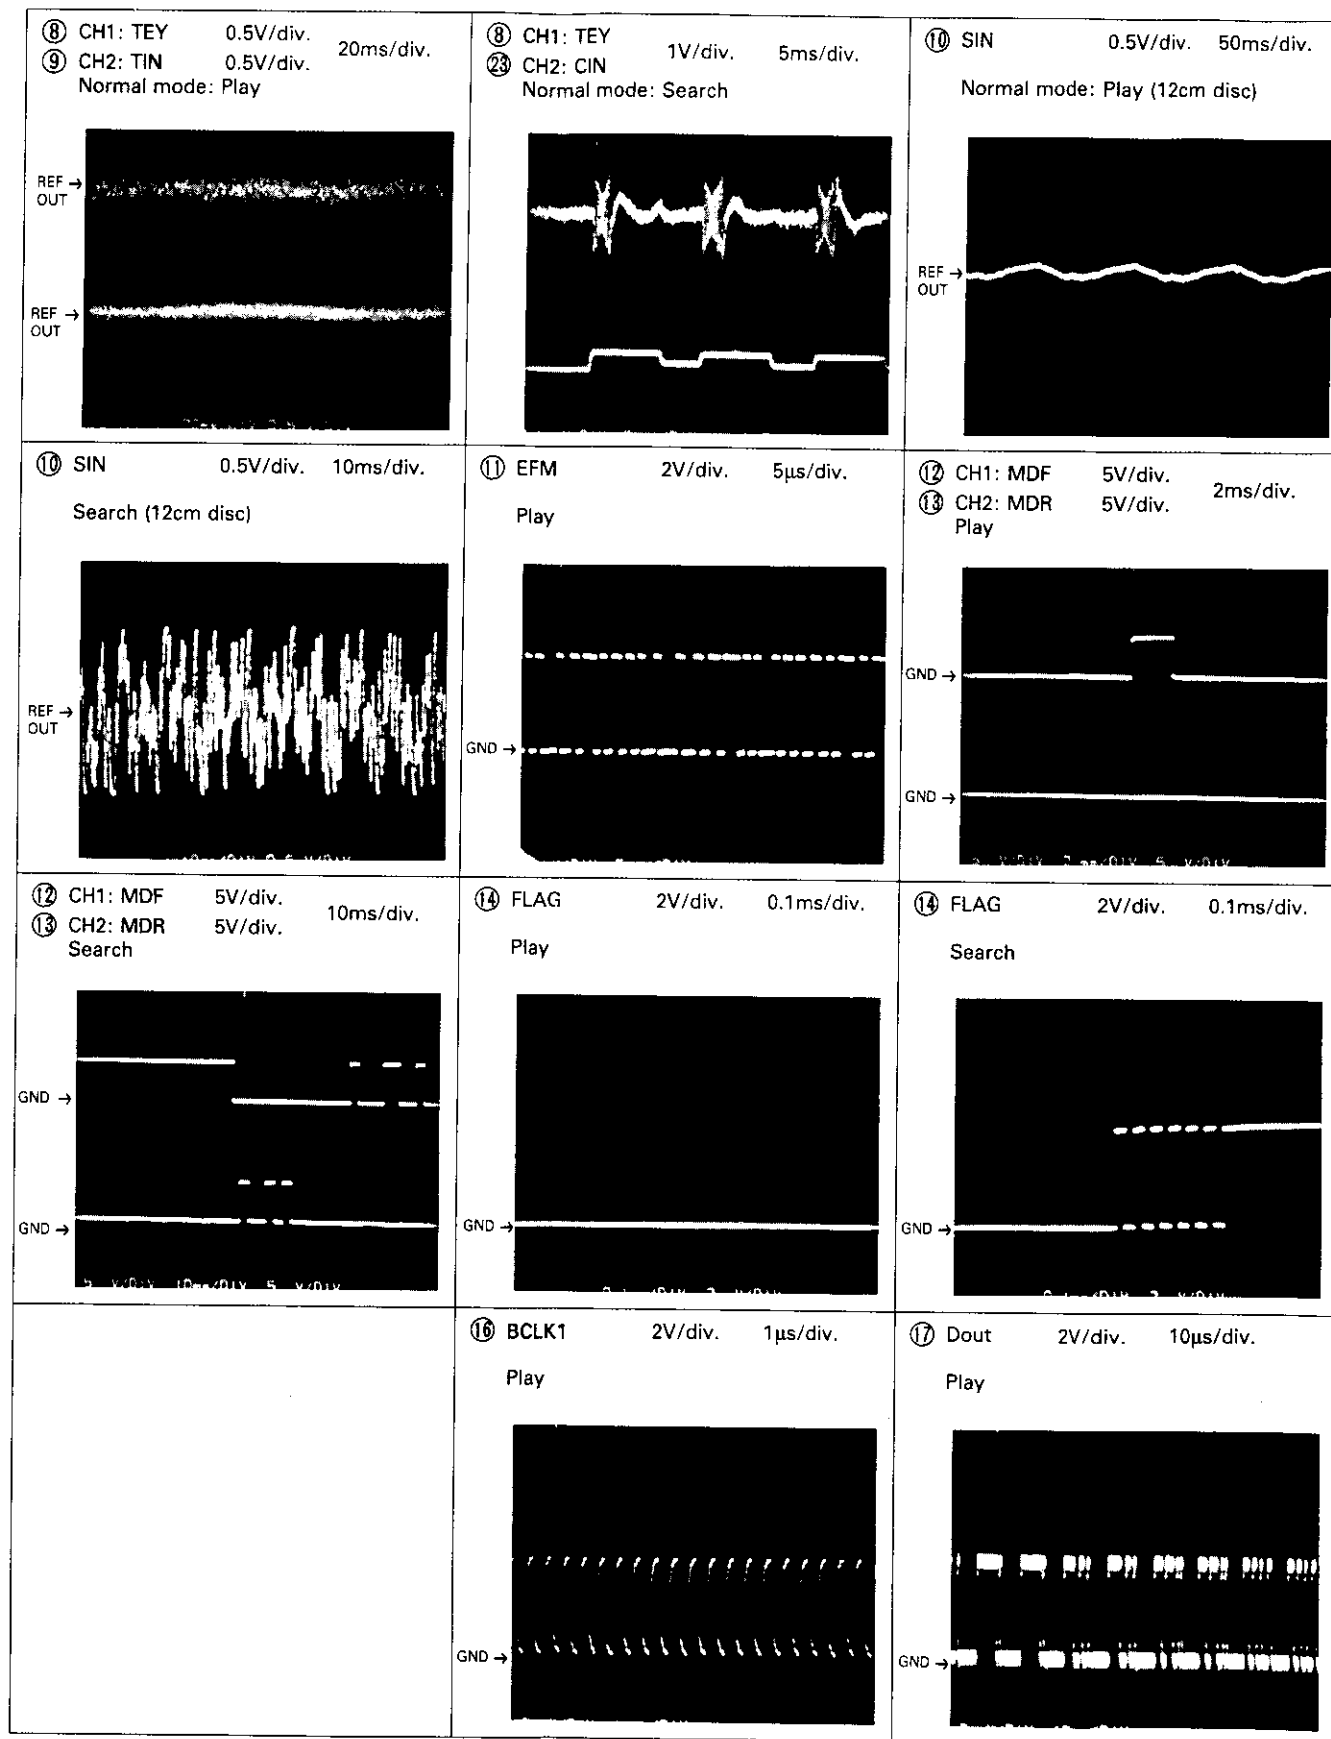 ⑧ CH1: TEY 0.5V/div. 20ms/div.
⑨ CH2: TIN 0.5V/div.
Normal mode: Play
REF →
OUT
REF →
OUT
⑧ CH1: TEY 1V/div. 5ms/div.
㉓ CH2: CIN
Normal mode: Search
⑩ SIN 0.5V/div. 50ms/div.
Normal mode: Play (12cm disc)
REF →
OUT
⑩ SIN 0.5V/div. 10ms/div.
Search (12cm disc)
REF →
OUT
⑪ EFM 2V/div. 5µs/div.
Play
GND →
⑫ CH1: MDF 5V/div. 2ms/div.
⑬ CH2: MDR 5V/div.
Play
GND →
GND →
⑫ CH1: MDF 5V/div. 10ms/div.
⑬ CH2: MDR 5V/div.
Search
GND →
GND →
5 V/DIV 10ms/DIV 5 V/DIV
⑭ FLAG 2V/div. 0.1ms/div.
Play
GND →
⑭ FLAG 2V/div. 0.1ms/div.
Search
GND →
⑯ BCLK1 2V/div. 1µs/div.
Play
GND →
⑰ Dout 2V/div. 10µs/div.
Play
GND →